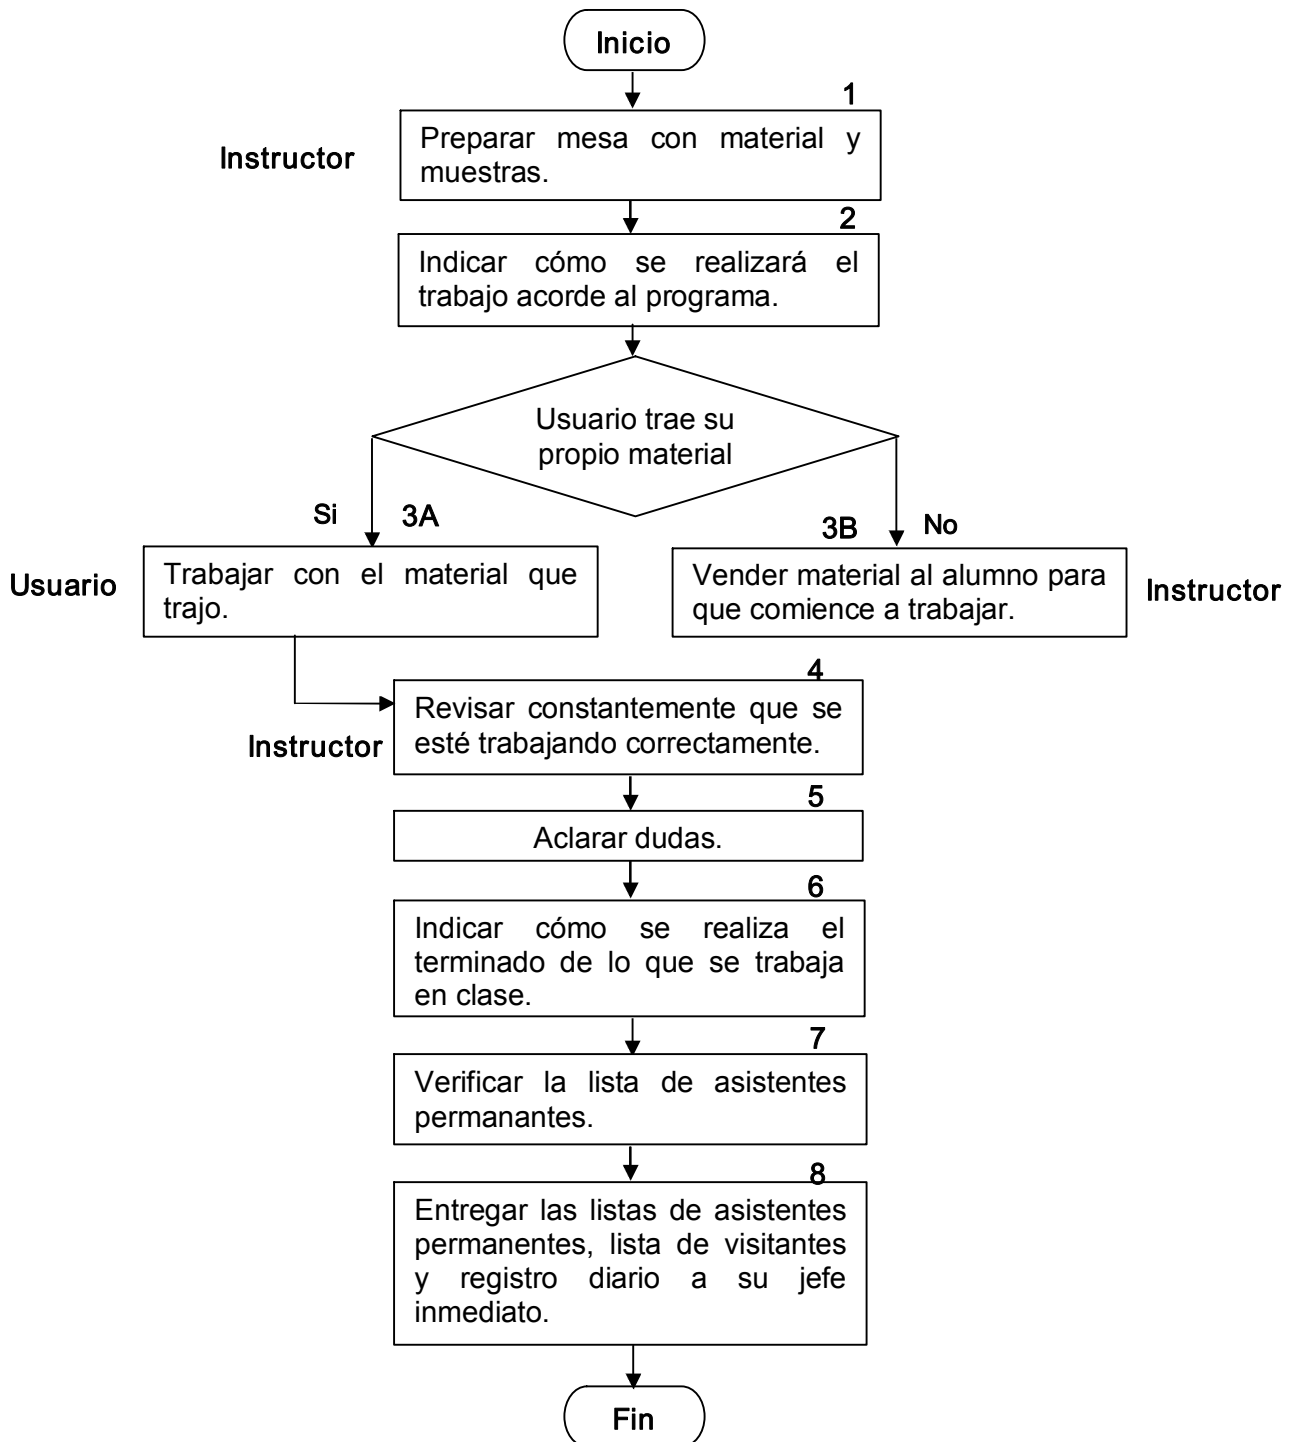 Inicio
1
Instructor
Preparar mesa con material y
muestras.
2
Indicar cómo se realizará el
trabajo acorde al programa.
Usuario trae su
propio material
Si
3A
3B
No
Usuario
Trabajar con el material que
trajo.
Vender material al alumno para
que comience a trabajar.
Instructor
4
Revisar constantemente que se
esté trabajando correctamente.
Instructor
5
Aclarar dudas.
6
Indicar cómo se realiza el
terminado de lo que se trabaja
en clase.
7
Verificar la lista de asistentes
permanantes.
8
Entregar las listas de asistentes
permanentes, lista de visitantes
y registro diario a su jefe
inmediato.
Fin